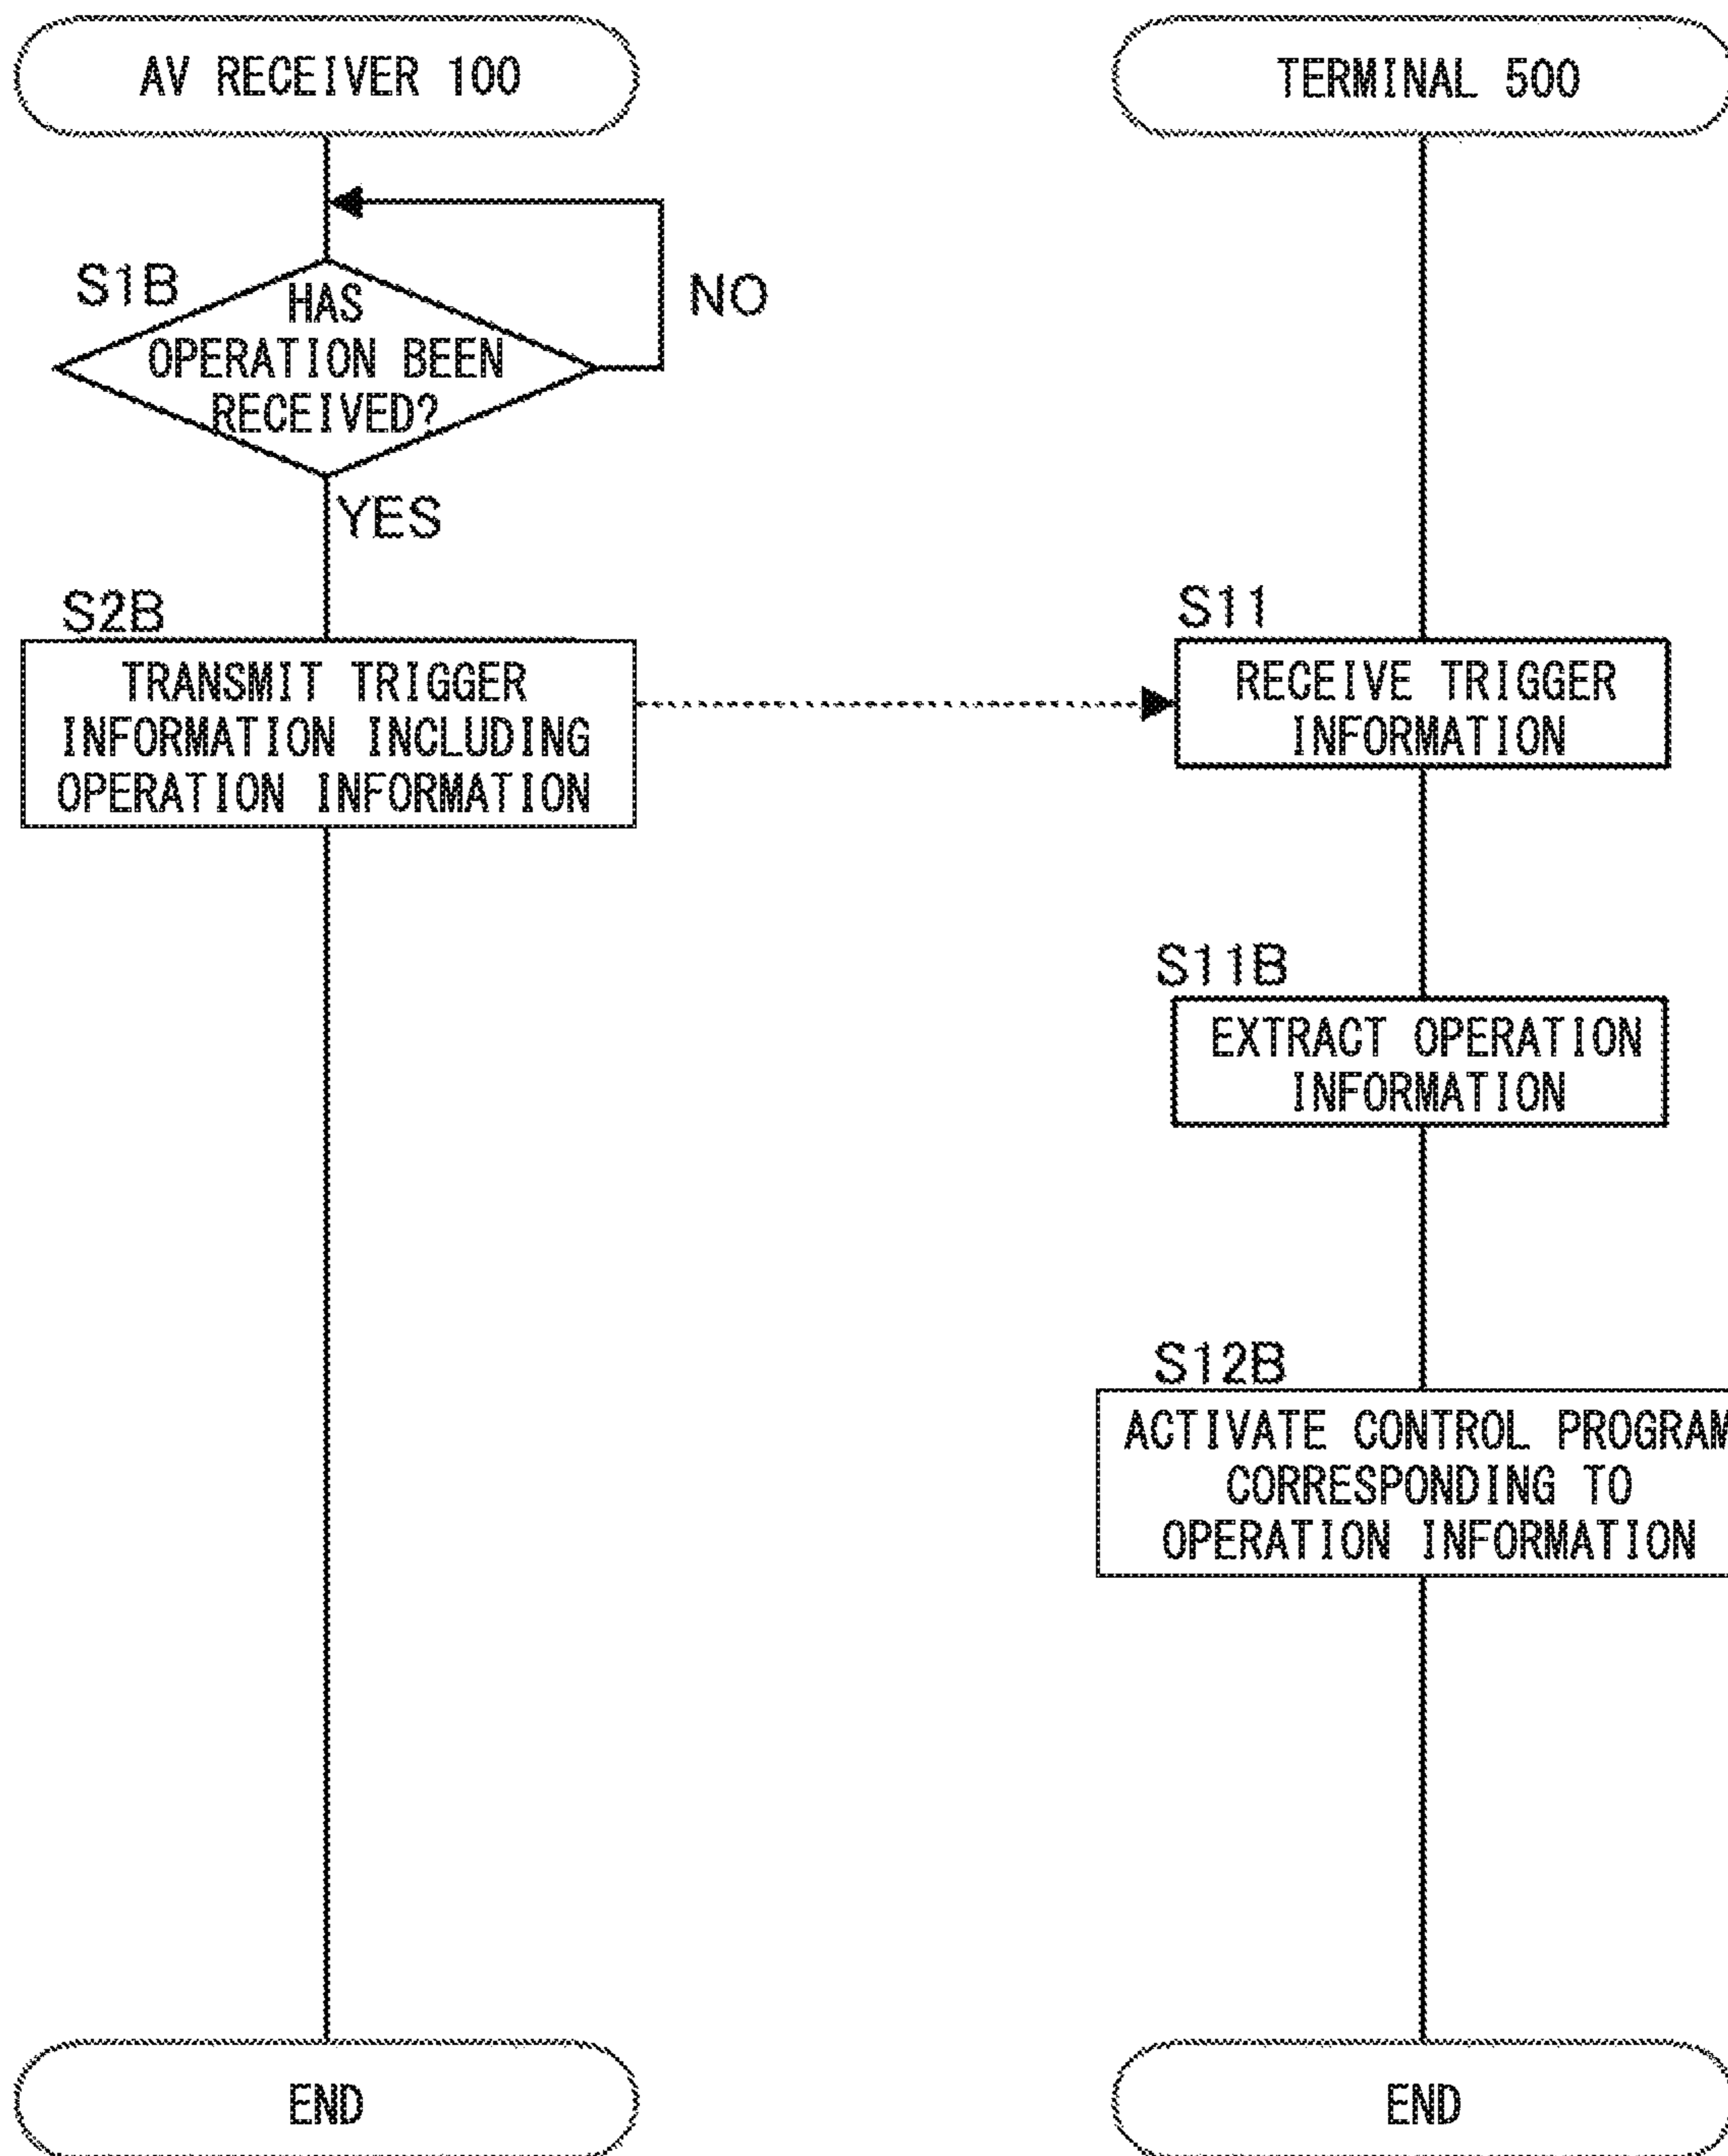 AV RECEIVER 100
S1B
HAS
OPERATION BEEN
RECEIVED?
NO
YES
S2B
TRANSMIT TRIGGER
INFORMATION INCLUDING
OPERATION INFORMATION
END
TERMINAL 500
S11
RECEIVE TRIGGER
INFORMATION
S11B
EXTRACT OPERATION
INFORMATION
S12B
ACTIVATE CONTROL PROGRAM
CORRESPONDING TO
OPERATION INFORMATION
END